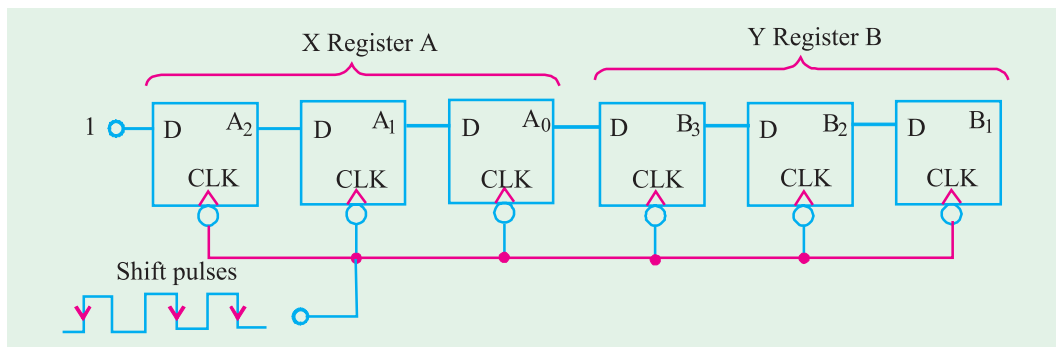 X Register A
Y Register B
1
D A₂
D A₁
D A₀
D B₃
D B₂
D B₁
CLK
CLK
CLK
CLK
CLK
CLK
Shift pulses